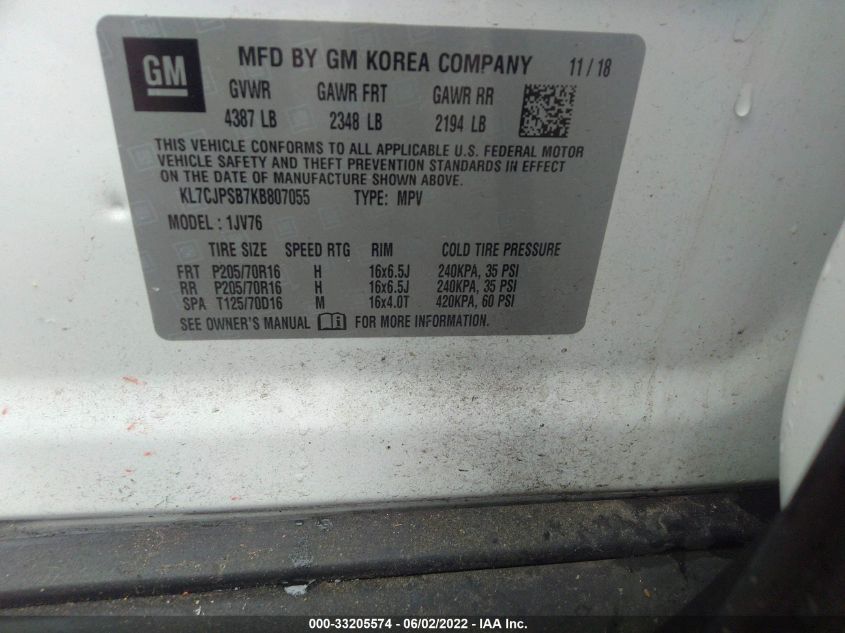 GM MFD BY GM KOREA COMPANY 11 / 18
GVWR GAWR FRT GAWR RR
4387 LB 2348 LB 2194 LB
THIS VEHICLE CONFORMS TO ALL APPLICABLE U.S. FEDERAL MOTOR
VEHICLE SAFETY AND THEFT PREVENTION STANDARDS IN EFFECT
ON THE DATE OF MANUFACTURE SHOWN ABOVE.
KL7CJPSB7KB807055 TYPE: MPV
MODEL : 1JV76
TIRE SIZE SPEED RTG RIM COLD TIRE PRESSURE
FRT P205/70R16 H 16x6.5J 240KPA, 35 PSI
RR P205/70R16 H 16x6.5J 240KPA, 35 PSI
SPA T125/70D16 M 16x4.0T 420KPA, 60 PSI
SEE OWNER'S MANUAL FOR MORE INFORMATION.
000-33205574 - 06/02/2022 - IAA, Inc.